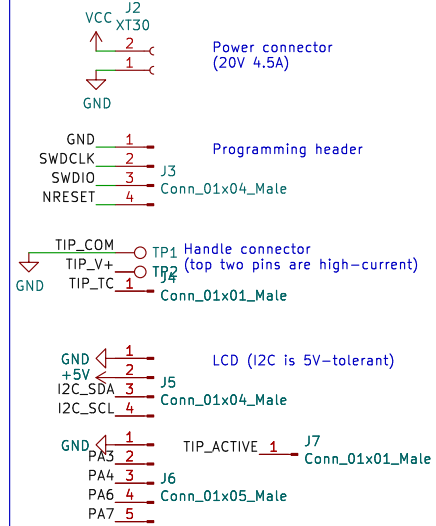 J2
VCC XT30
2
1
GND
Power connector
(20V 4.5A)
GND 1
SWDCLK 2
SWDIO 3
NRESET 4
J3
Conn_01x04_Male
Programming header
TIP_COM TP1
TIP_V+ TP2
TIP_TC 1
GND
J4
Conn_01x01_Male
Handle connector
(top two pins are high-current)
GND 1
+5V 2
I2C_SDA 3
I2C_SCL 4
J5
Conn_01x04_Male
LCD (I2C is 5V-tolerant)
GND 1
PA3 2
PA4 3
PA6 4
PA7 5
J6
Conn_01x05_Male
TIP_ACTIVE 1
J7
Conn_01x01_Male